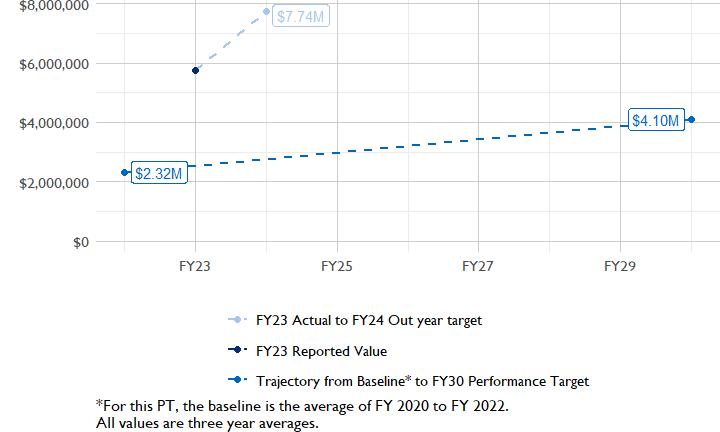 $8,000,000
$7.74M
$6,000,000
$4,000,000
$4.10M
$2.32M
$2,000,000
$0
FY23 FY25 FY27 FY29
FY23 Actual to FY24 Out year target
FY23 Reported Value
Trajectory from Baseline* to FY30 Performance Target
*For this PT, the baseline is the average of FY 2020 to FY 2022.
All values are three year averages.